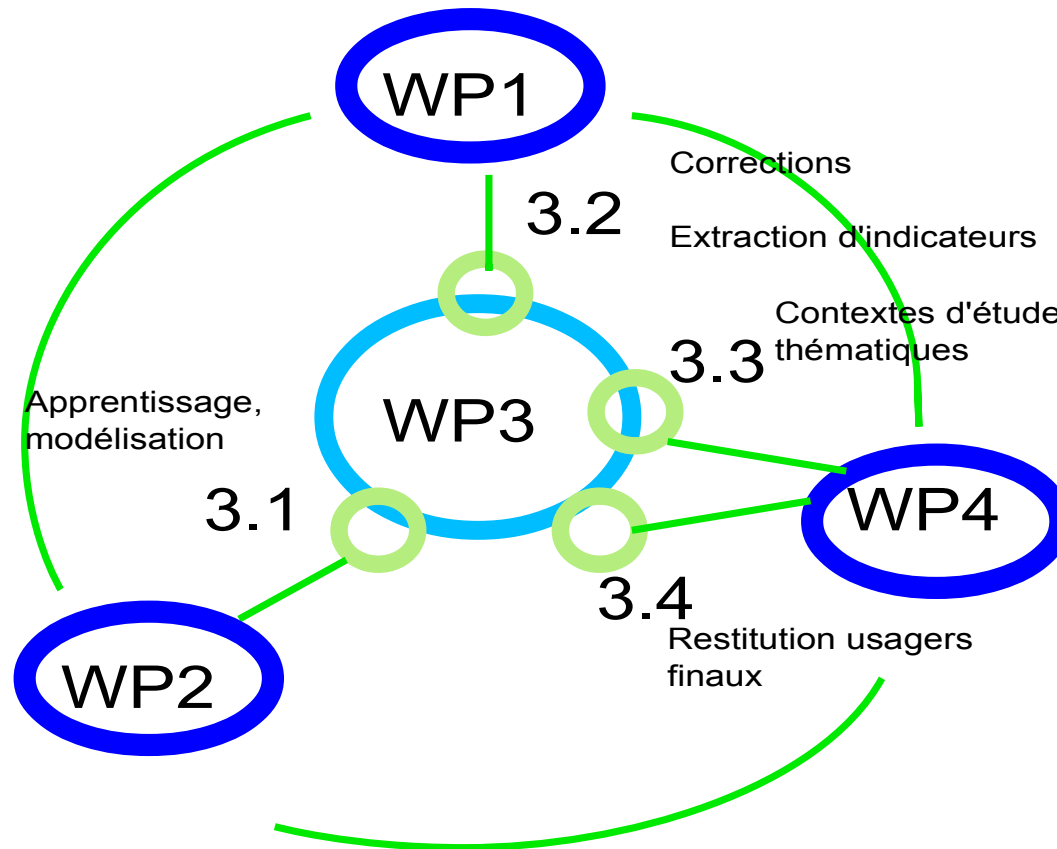 WP1
Corrections
3.2
Extraction d'indicateurs
Contextes d'étude
thématiques
3.3
Apprentissage,
modélisation
WP3
3.1
WP4
3.4
Restitution usagers
finaux
WP2